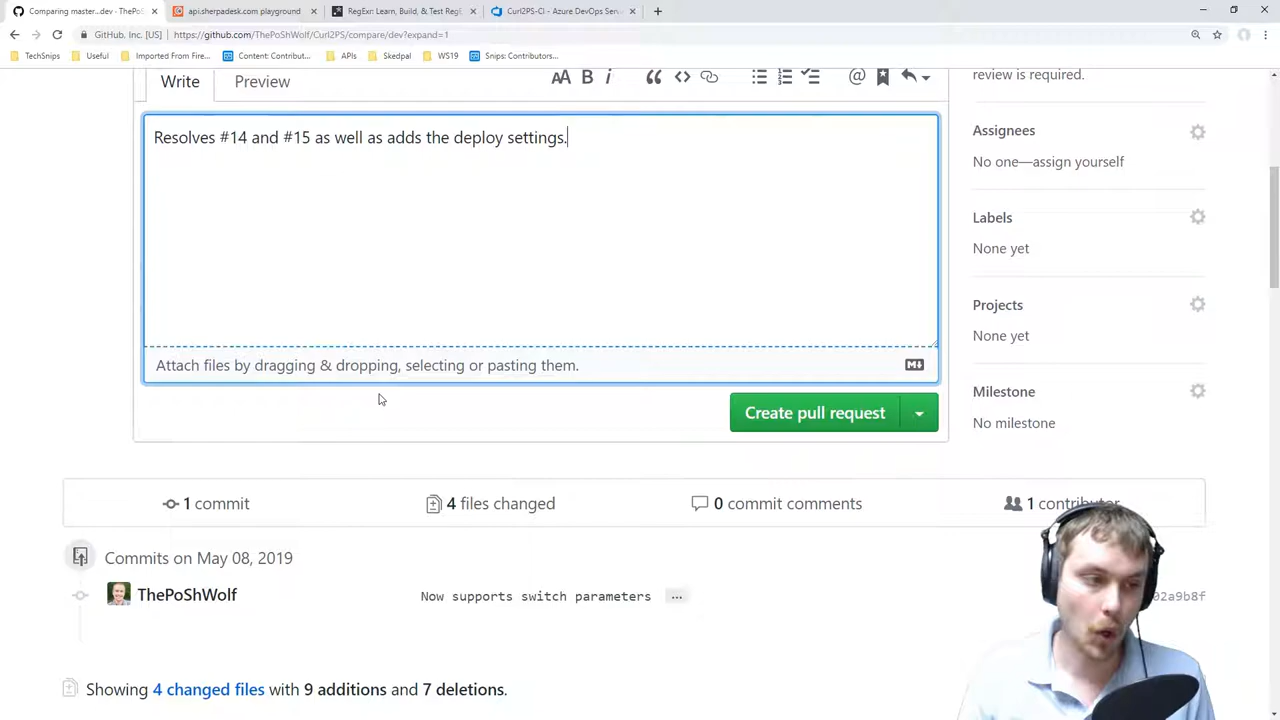 Comparing master...dev · ThePoS
api.sherpadesk.com playground
RegExr: Learn, Build, & Test RegE
Curl2PS-CI - Azure DevOps Serv
GitHub, Inc. [US] | https://github.com/ThePoShWolf/Curl2PS/compare/dev?expand=1
TechSnips
Useful
Imported From Fire...
Content: Contribut...
APIs
Skedpal
WS19
Snips: Contributors...
Write
Preview
review is required.
Resolves #14 and #15 as well as adds the deploy settings.
Assignees
No one—assign yourself
Labels
None yet
Projects
None yet
Attach files by dragging & dropping, selecting or pasting them.
Milestone
No milestone
Create pull request
1 commit
4 files changed
0 commit comments
1 contributor
Commits on May 08, 2019
ThePoShWolf
Now supports switch parameters
...
02a9b8f
Showing 4 changed files with 9 additions and 7 deletions.